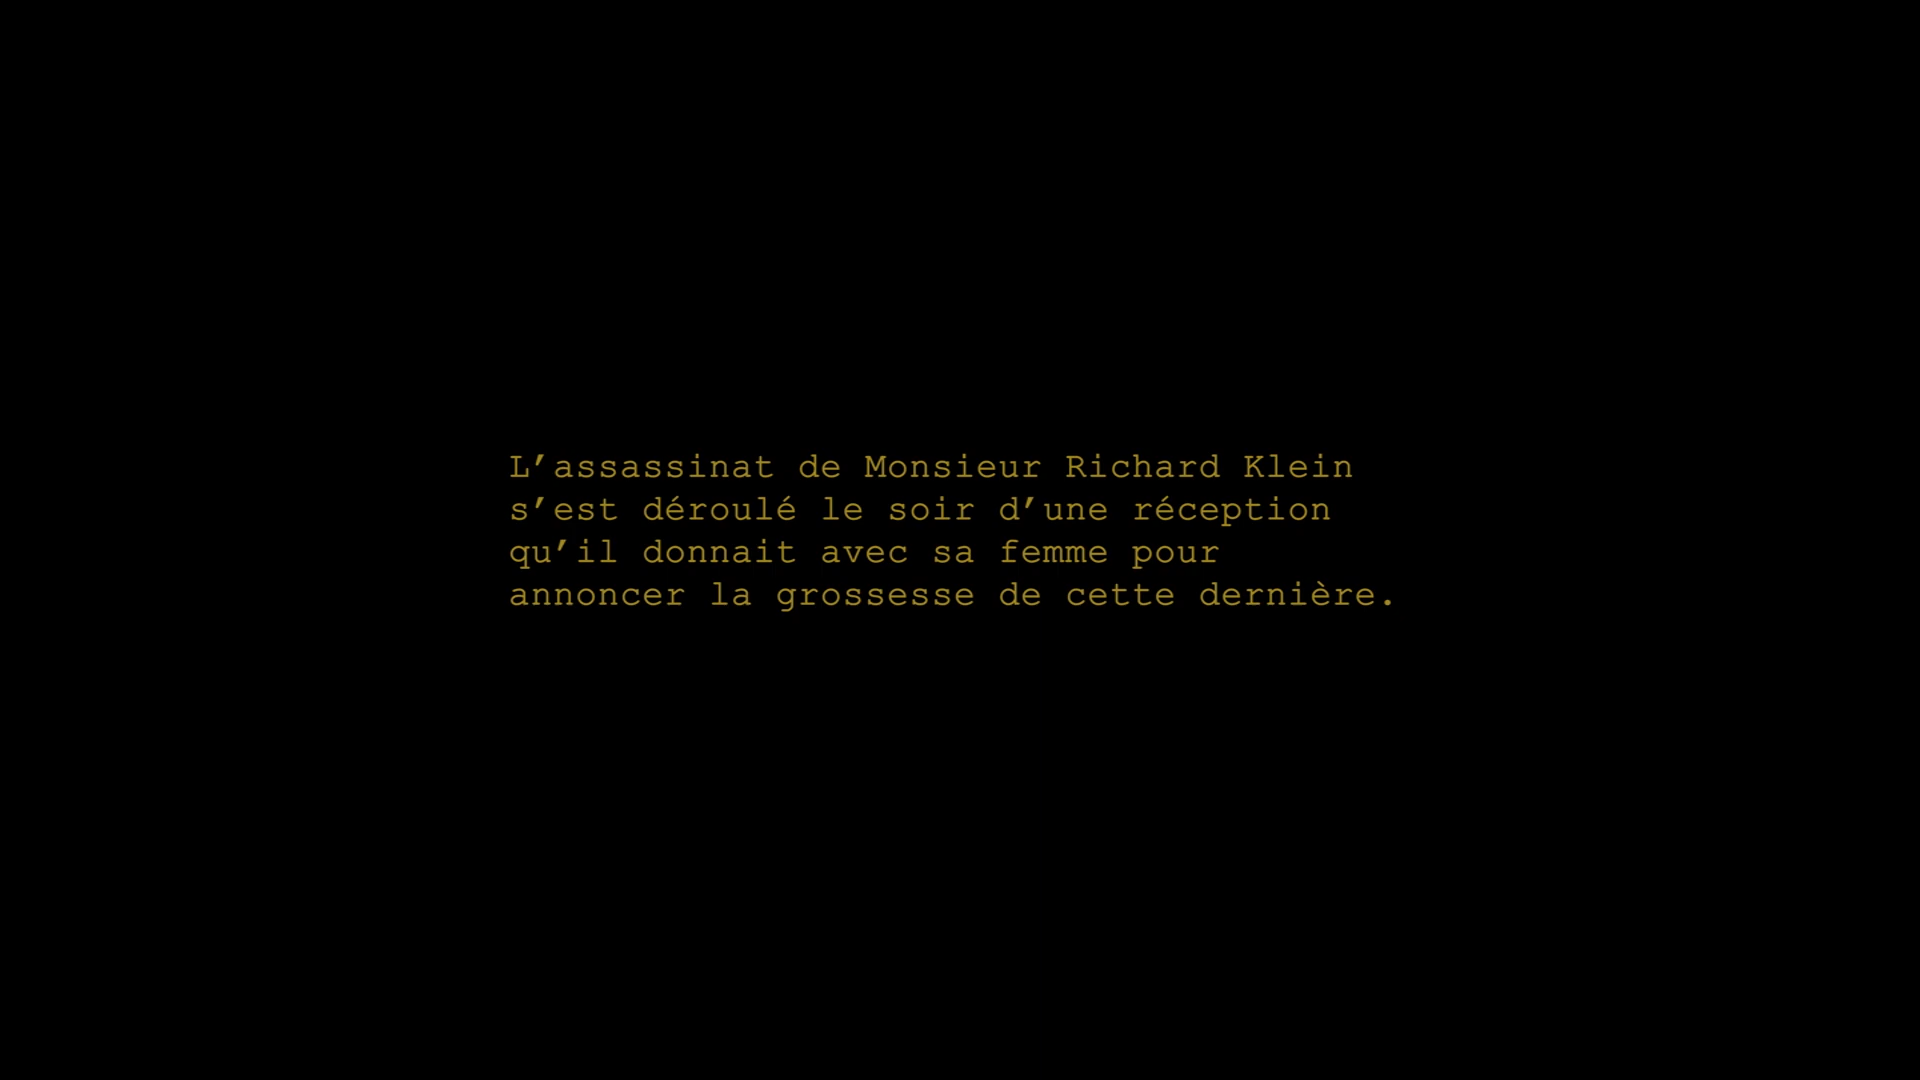 L’assassinat de Monsieur Richard Klein
s’est déroulé le soir d’une réception
qu’il donnait avec sa femme pour
annoncer la grossesse de cette dernière.